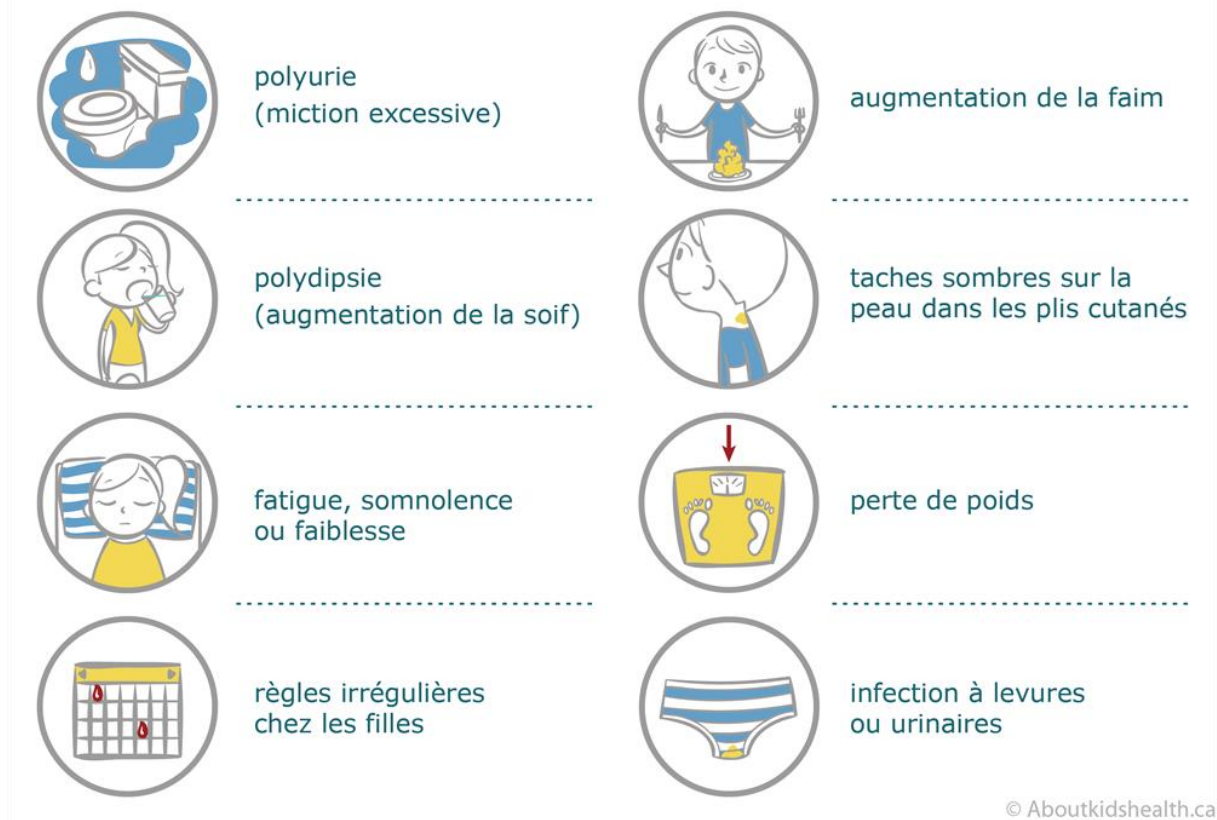 polyurie
(miction excessive)
augmentation de la faim
polydipsie
(augmentation de la soif)
taches sombres sur la
peau dans les plis cutanés
fatigue, somnolence
ou faiblesse
perte de poids
règles irrégulières
chez les filles
infection à levures
ou urinaires
© Aboutkidshealth.ca